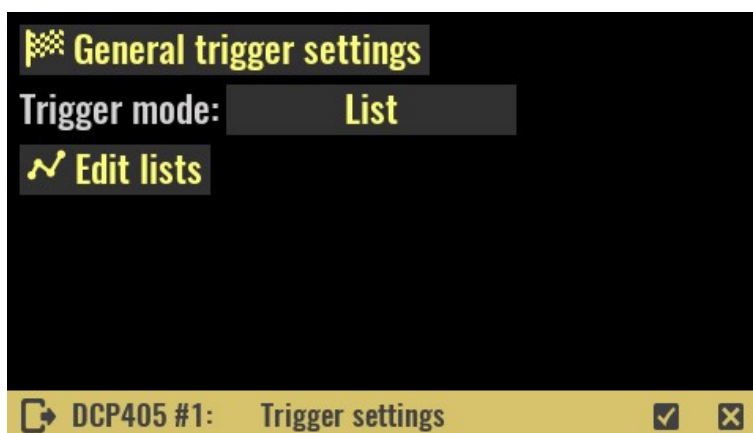 General trigger settings
Trigger mode: List
Edit lists
DCP405 #1: Trigger settings